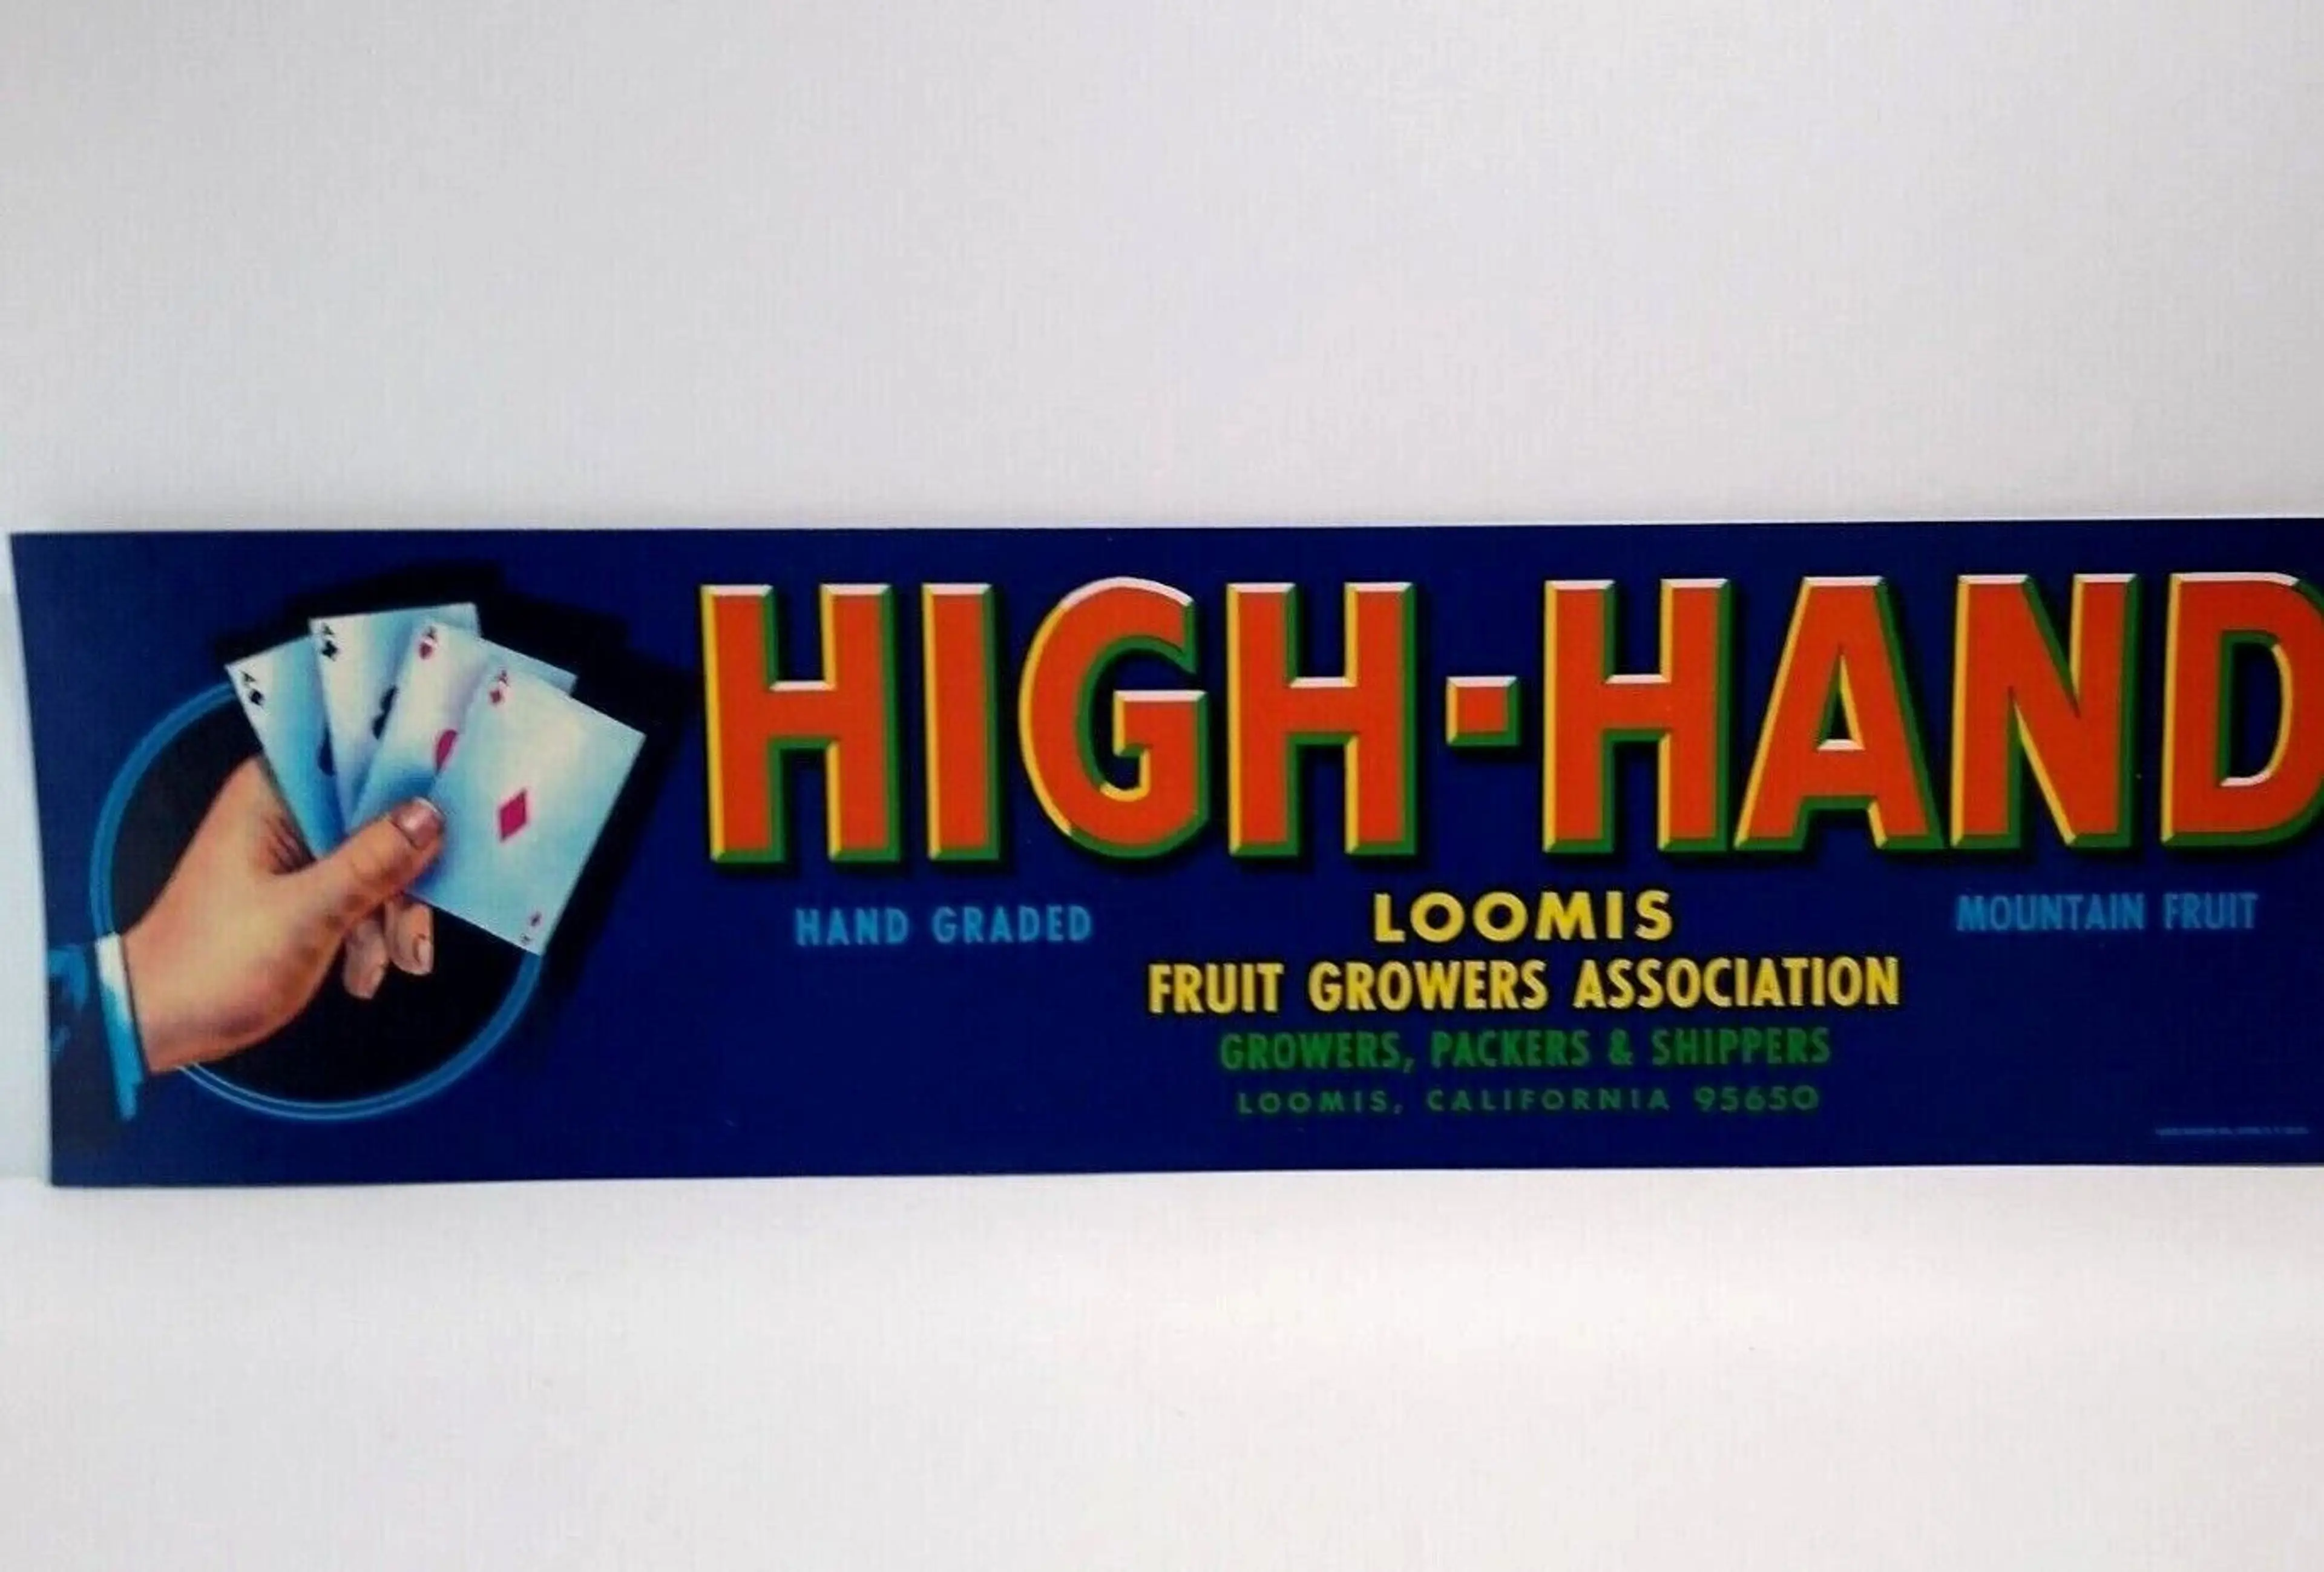 HIGH-HAND
HAND GRADED
LOOMIS
MOUNTAIN FRUIT
FRUIT GROWERS ASSOCIATION
GROWERS, PACKERS & SHIPPERS
LOOMIS, CALIFORNIA 95650